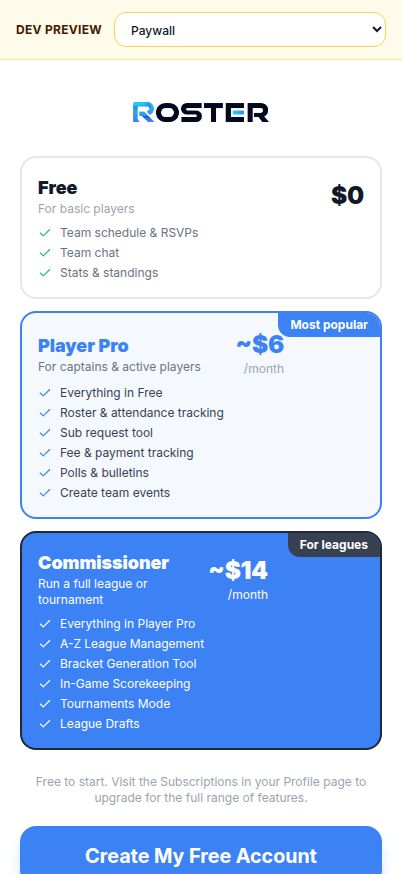 DEV PREVIEW
Paywall
ROSTER
Free
$0
For basic players
Team schedule & RSVPs
Team chat
Stats & standings
Most popular
Player Pro
~$6
For captains & active players
/month
Everything in Free
Roster & attendance tracking
Sub request tool
Fee & payment tracking
Polls & bulletins
Create team events
For leagues
Commissioner
~$14
Run a full league or
tournament
/month
Everything in Player Pro
A-Z League Management
Bracket Generation Tool
In-Game Scorekeeping
Tournaments Mode
League Drafts
Free to start. Visit the Subscriptions in your Profile page to
upgrade for the full range of features.
Create My Free Account